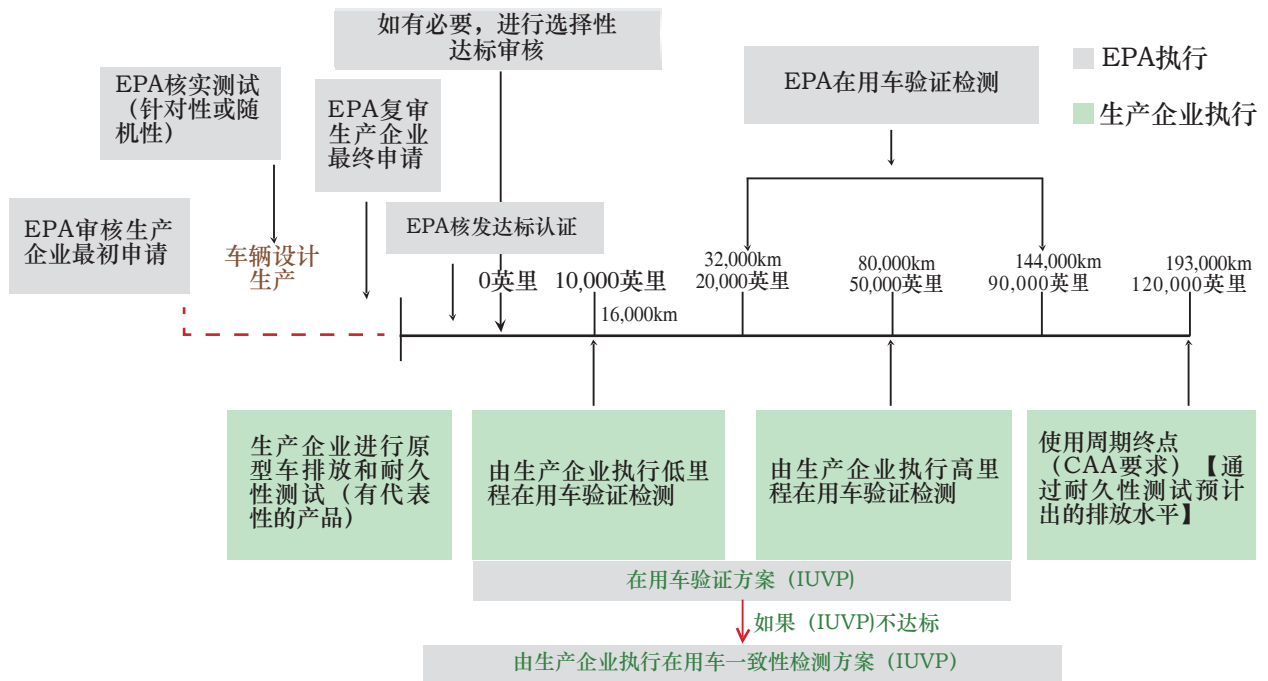 如有必要，进行选择性
达标审核
EPA核实测试
（针对性或随
机性）
EPA复审
生产企业
最终申请
EPA在用车验证检测
EPA执行
生产企业执行
EPA审核生产
企业最初申请
车辆设计
生产
EPA核发达标认证
0英里
10,000英里
16,000km
32,000km
20,000英里
80,000km
50,000英里
144,000km
90,000英里
193,000km
120,000英里
生产企业进行原
型车排放和耐久
性测试（有代表
性的产品）
由生产企业执行低里
程在用车验证检测
由生产企业执行高里
程在用车验证检测
使用周期终点
（CAA要求）【通
过耐久性测试预计
出的排放水平】
在用车验证方案（IUVP)
如果（IUVP)不达标
由生产企业执行在用车一致性检测方案（IUVP）